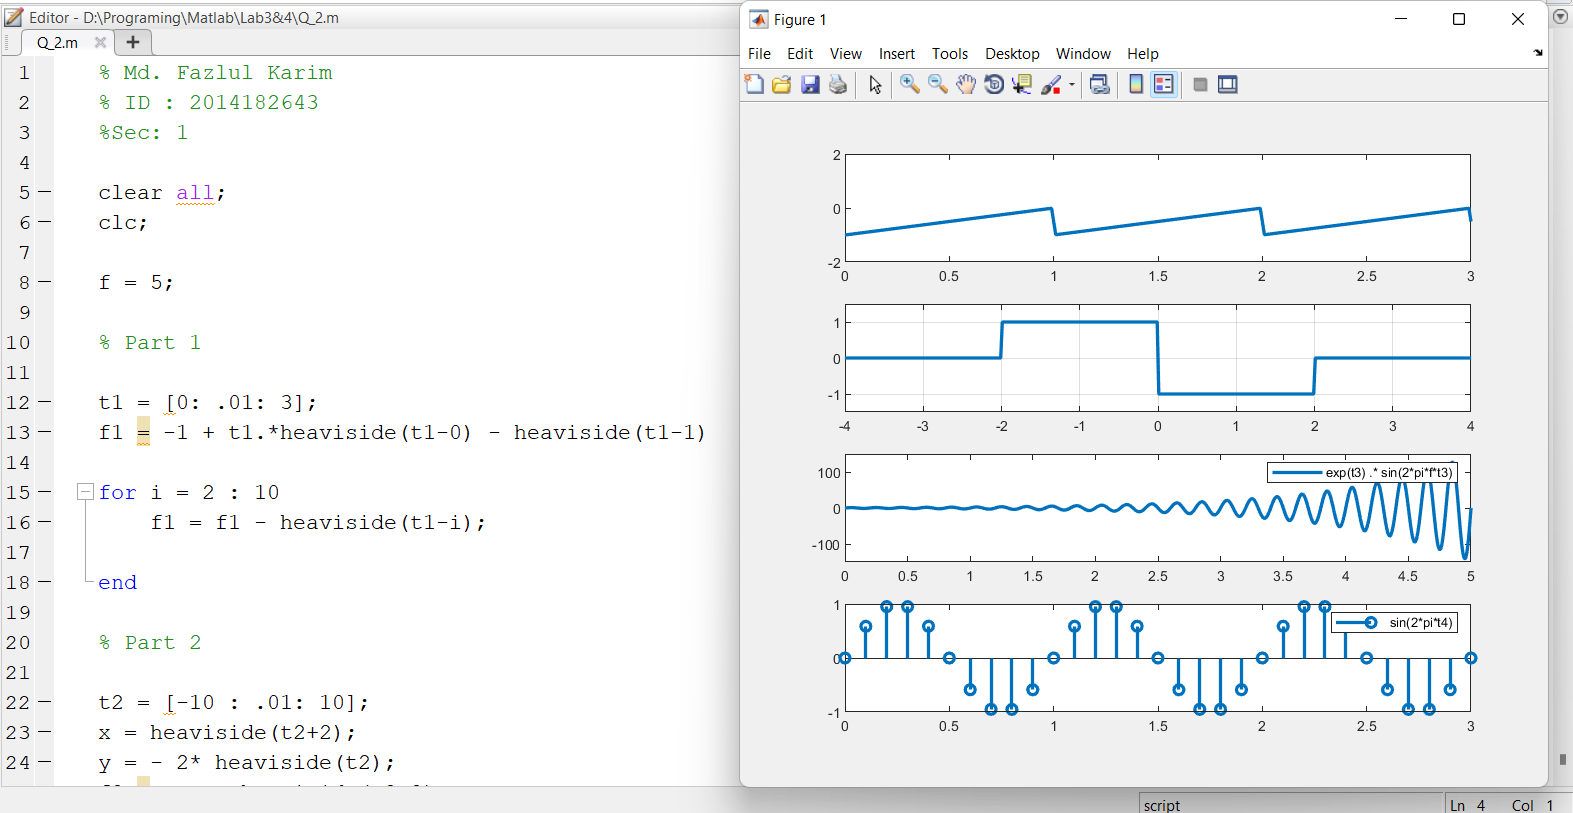 Editor - D:\Programing\Matlab\Lab3&4\Q_2.m
Q_2.m
1 % Md. Fazlul Karim
2 % ID : 2014182643
3 %Sec: 1
4
5 clear all;
6 clc;
7
8 f = 5;
9
10 % Part 1
11
12 t1 = [0: .01: 3];
13 f1 = -1 + t1.*heaviside(t1-0) - heaviside(t1-1)
14
15 for i = 2 : 10
16 f1 = f1 - heaviside(t1-i);
17
18 end
19
20 % Part 2
21
22 t2 = [-10 : .01: 10];
23 x = heaviside(t2+2);
24 y = - 2* heaviside(t2);
Figure 1
File Edit View Insert Tools Desktop Window Help
2
0
-2
0 0.5 1 1.5 2 2.5 3
1
0
-1
-4 -3 -2 -1 0 1 2 3 4
100
0
-100
exp(t3) .* sin(2*pi*f*t3)
0 0.5 1 1.5 2 2.5 3 3.5 4 4.5 5
1
0
-1
sin(2*pi*t4)
0 0.5 1 1.5 2 2.5 3
script Ln 4 Col 1